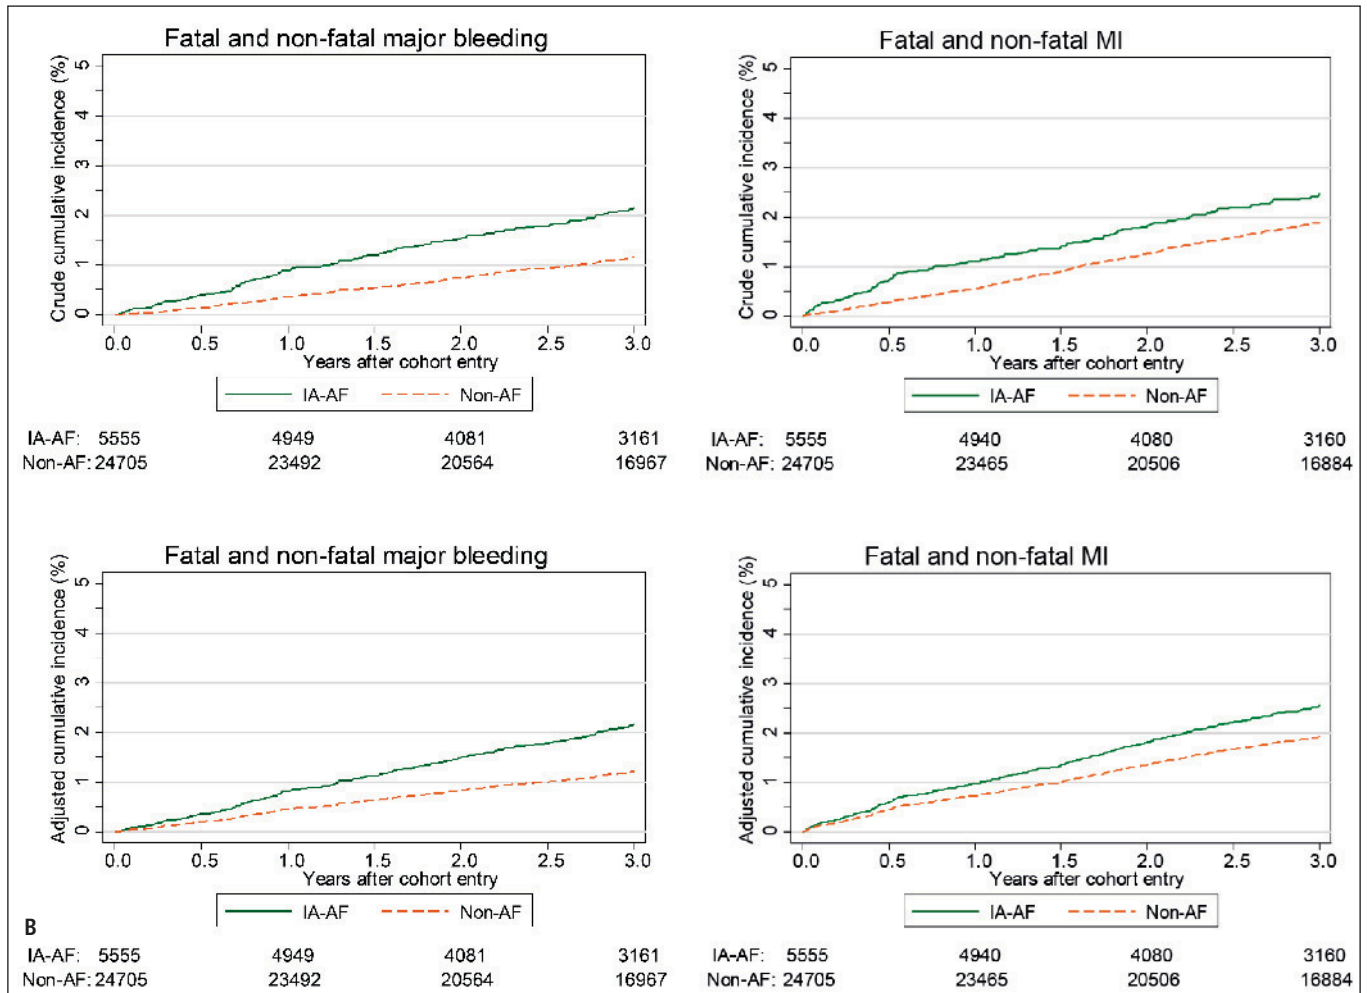 Fatal and non-fatal major bleeding
Crude cumulative incidence (%)
5
4
3
2
1
0
0.0 0.5 1.0 1.5 2.0 2.5 3.0
Years after cohort entry
IA-AF Non-AF
IA-AF: 5555 4949 4081 3161
Non-AF: 24705 23492 20564 16967
Fatal and non-fatal MI
Crude cumulative incidence (%)
5
4
3
2
1
0
0.0 0.5 1.0 1.5 2.0 2.5 3.0
Years after cohort entry
IA-AF Non-AF
IA-AF: 5555 4940 4080 3160
Non-AF: 24705 23465 20506 16884
Fatal and non-fatal major bleeding
Adjusted cumulative incidence (%)
5
4
3
2
1
0
0.0 0.5 1.0 1.5 2.0 2.5 3.0
Years after cohort entry
IA-AF Non-AF
B
IA-AF: 5555 4949 4081 3161
Non-AF: 24705 23492 20564 16967
Fatal and non-fatal MI
Adjusted cumulative incidence (%)
5
4
3
2
1
0
0.0 0.5 1.0 1.5 2.0 2.5 3.0
Years after cohort entry
IA-AF Non-AF
IA-AF: 5555 4940 4080 3160
Non-AF: 24705 23465 20506 16884